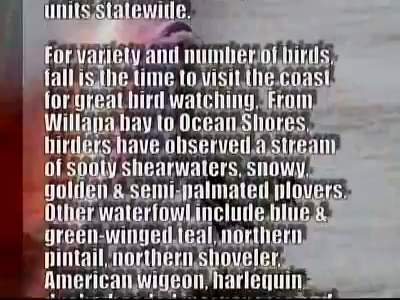 units statewide.
For variety and number of birds,
fall is the time to visit the coast
for great bird watching. From
Willapa bay to Ocean Shores,
birders have observed a stream
of sooty shearwaters, snowy,
golden & semi-palmated plovers.
Other waterfowl include blue &
green-winged teal, northern
pintail, northern shoveler,
American wigeon, harlequin